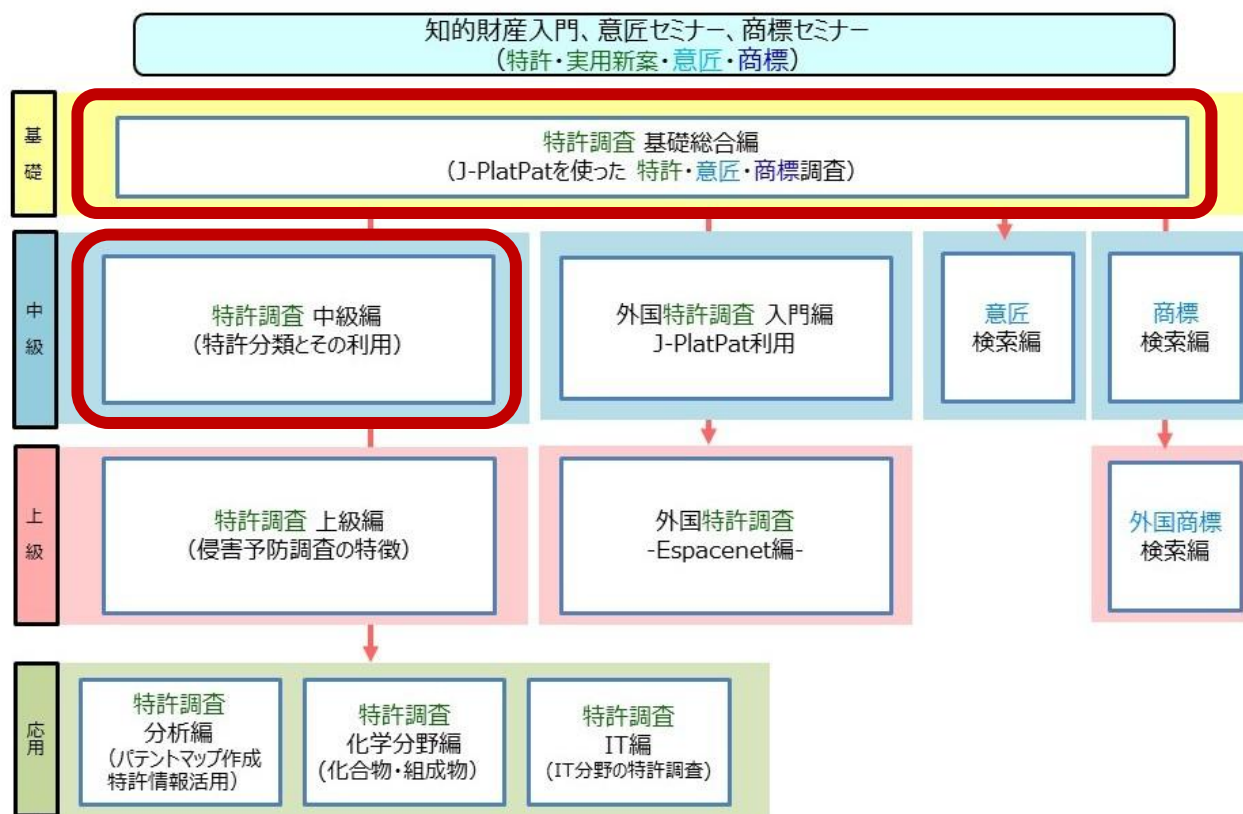 知的財産入門、意匠セミナー、商標セミナー
(特許・実用新案・意匠・商標)
基礎
特許調査 基礎総合編
(J-PlatPatを使った 特許・意匠・商標調査)
中級
特許調査 中級編
(特許分類とその利用)
外国特許調査 入門編
J-PlatPat利用
意匠
検索編
商標
検索編
上級
特許調査 上級編
(侵害予防調査の特徴)
外国特許調査
-Espacenet編-
外国商標
検索編
応用
特許調査
分析編
(パテントマップ作成
特許情報活用)
特許調査
化学分野編
(化合物・組成物)
特許調査
IT編
(IT分野の特許調査)